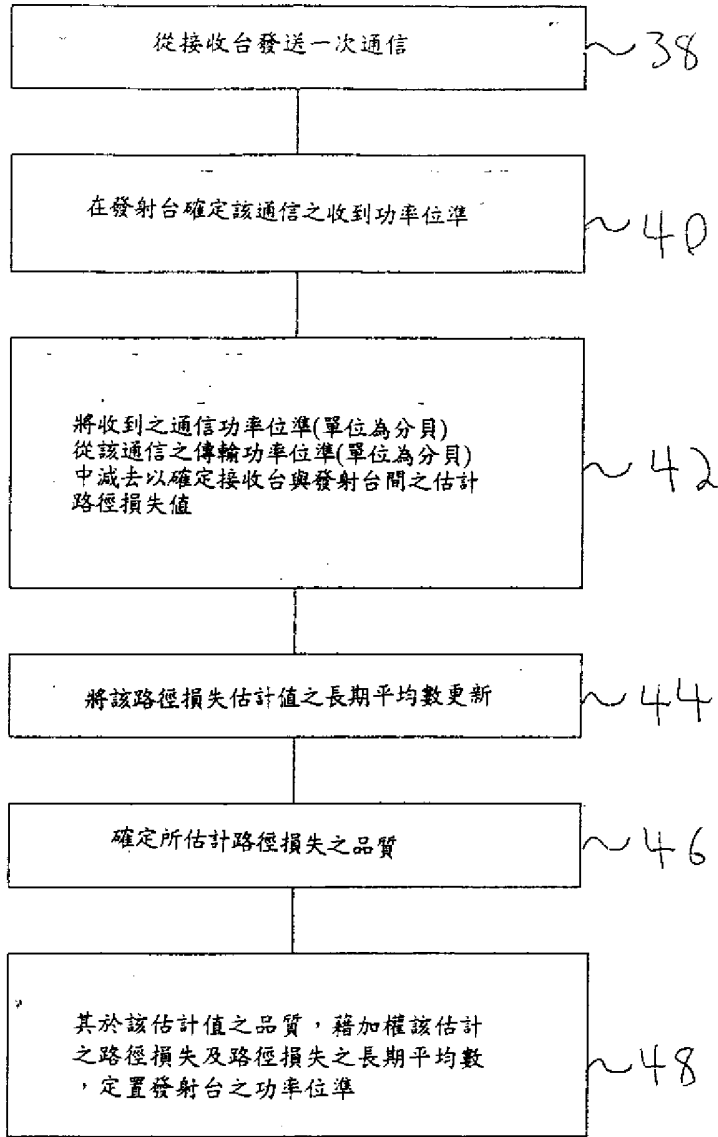 從接收台發送一次通信
38
在發射台確定該通信之收到功率位準
40
將收到之通信功率位準(單位為分貝)
從該通信之傳輸功率位準(單位為分貝)
中減去以確定接收台與發射台間之估計
路徑損失值
42
將該路徑損失估計值之長期平均數更新
44
確定所估計路徑損失之品質
46
其於該估計值之品質，藉加權該估計
之路徑損失及路徑損失之長期平均數
，定置發射台之功率位準
48